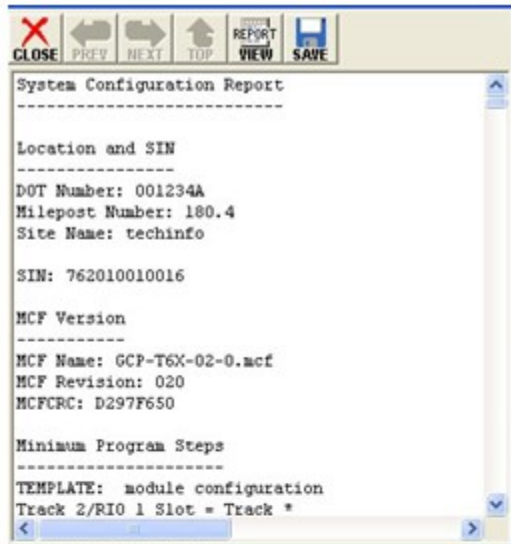 CLOSE PREV NEXT TOP REPORT VIEW SAVE
System Configuration Report
---------------------------
Location and SIN
----------------
DOT Number: 001234A
Milepost Number: 180.4
Site Name: techinfo
SIN: 762010010016
MCF Version
-----------
MCF Name: GCP-T6X-02-0.mcf
MCF Revision: 020
MCFCRC: D297F650
Minimum Program Steps
---------------------
TEMPLATE:  module configuration
Track 2/RIO 1 Slot = Track *